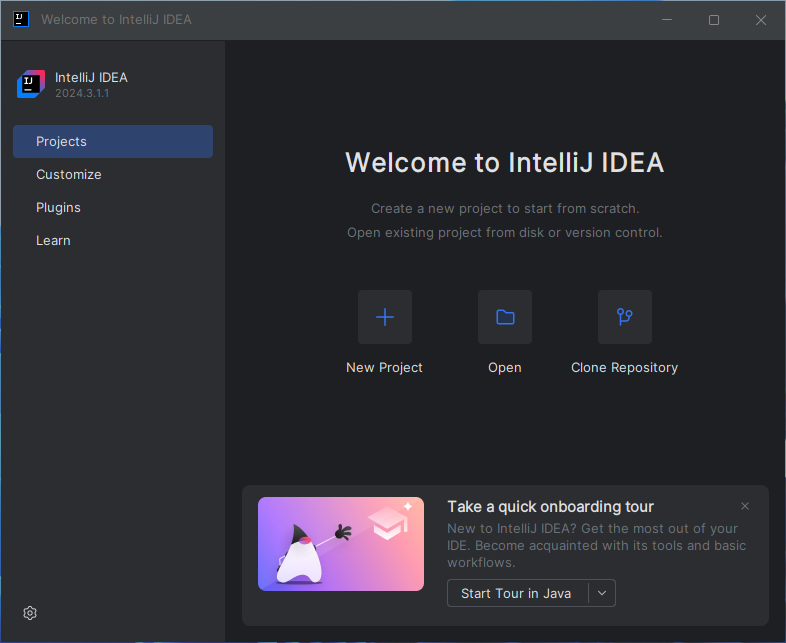 Welcome to IntelliJ IDEA
IntelliJ IDEA
2024.3.1.1
Projects
Customize
Plugins
Learn
Welcome to IntelliJ IDEA
Create a new project to start from scratch.
Open existing project from disk or version control.
New Project
Open
Clone Repository
Take a quick onboarding tour
New to IntelliJ IDEA? Get the most out of your
IDE. Become acquainted with its tools and basic
workflows.
Start Tour in Java